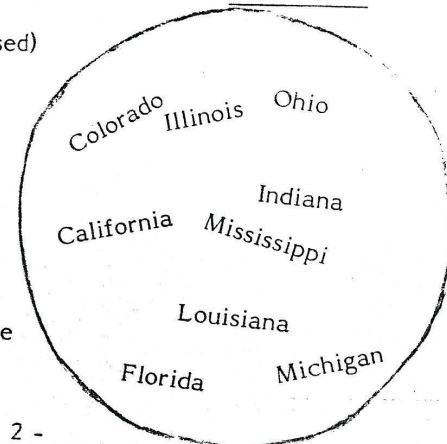 sed)
Colorado Illinois Ohio
Indiana
California Mississippi
Louisiana
e
Florida Michigan
2 -